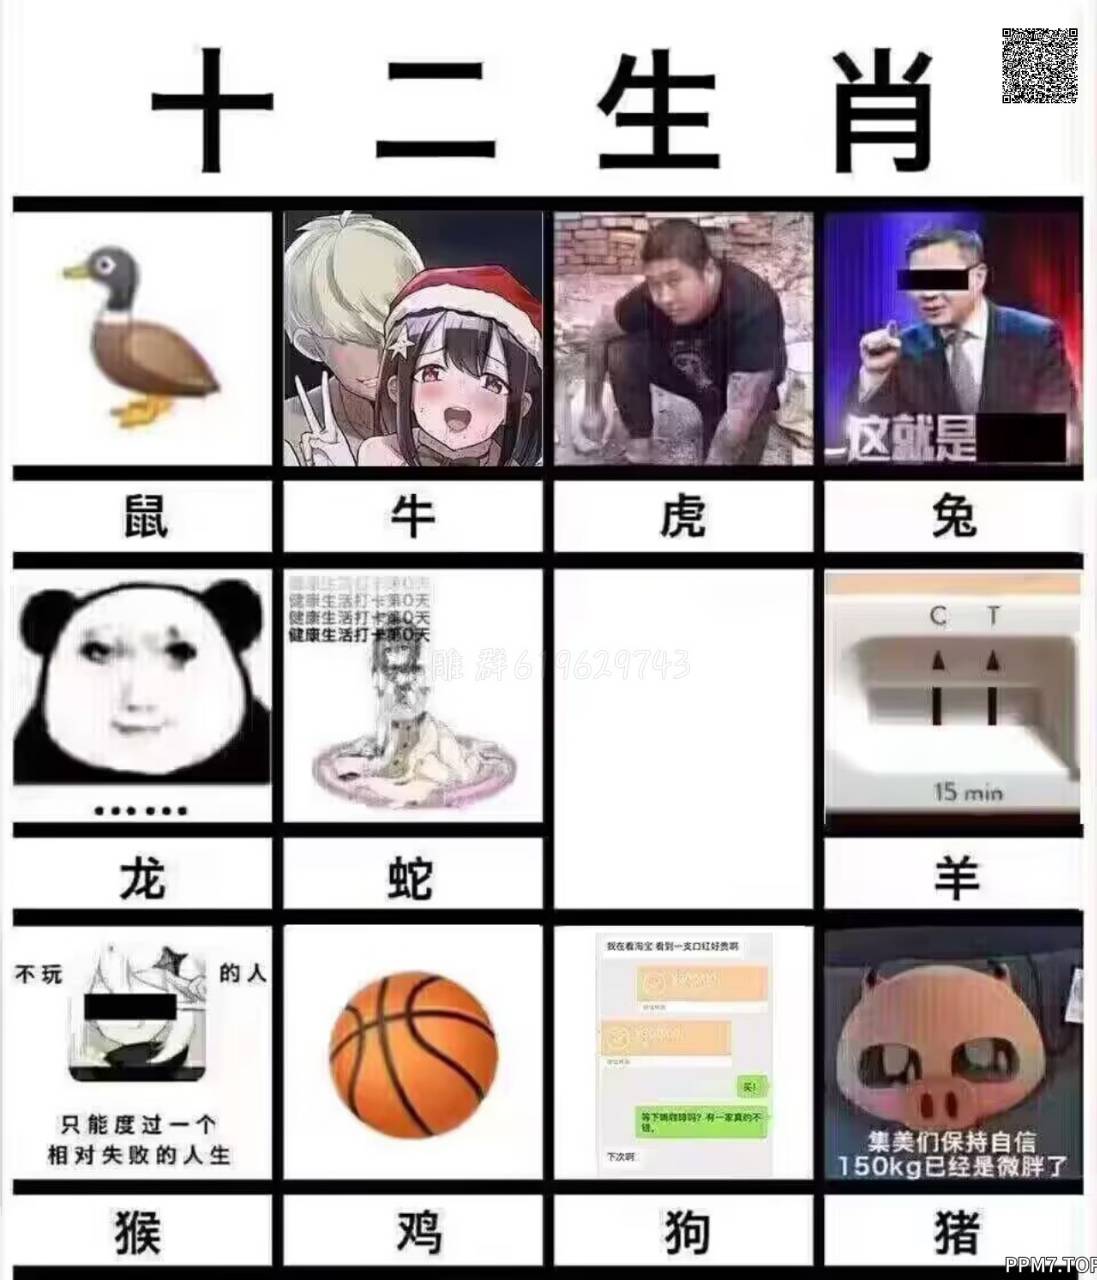 十二生肖
这就是
鼠 牛 虎 兔
健康生活打卡第0天
健康生活打卡第0天
健康生活打卡第0天
健康生活打卡第0天
雕 群619629743
C T
15 min
......
龙 蛇 羊
不玩 的人
只能度过一个
相对失败的人生
我在看淘宝 看到一支口红好贵啊
买!
等下喝咖啡吗?有一家真的不
错。
下次啊
集美们保持自信
150kg已经是微胖了
猴 鸡 狗 猪
PPM7.TOP